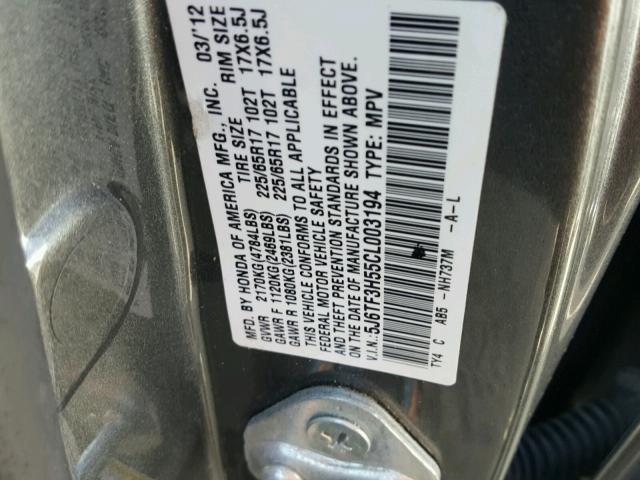 MFD. BY HONDA OF AMERICA MFG., INC. 03/'12
GVWR 2170KG(4784LBS) TIRE SIZE RIM SIZE
GAWR F 1120KG(2469LBS) 225/65R17 102T 17X6.5J
GAWR R 1080KG(2381LBS) 225/65R17 102T 17X6.5J
THIS VEHICLE CONFORMS TO ALL APPLICABLE
FEDERAL MOTOR VEHICLE SAFETY
AND THEFT PREVENTION STANDARDS IN EFFECT
ON THE DATE OF MANUFACTURE SHOWN ABOVE.
V.I.N.: 5J6TF3H55CL003194 TYPE: MPV
TY4 C AB5 -NH737M -A-L